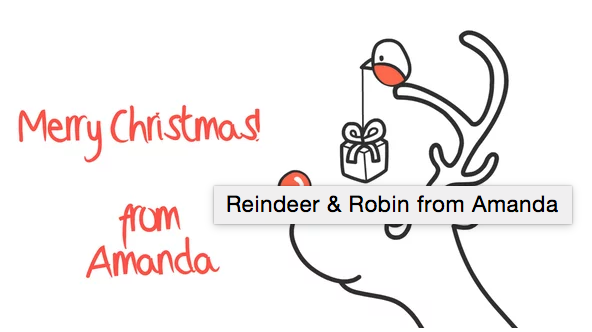 Merry Christmas!
from
Amanda
Reindeer & Robin from Amanda